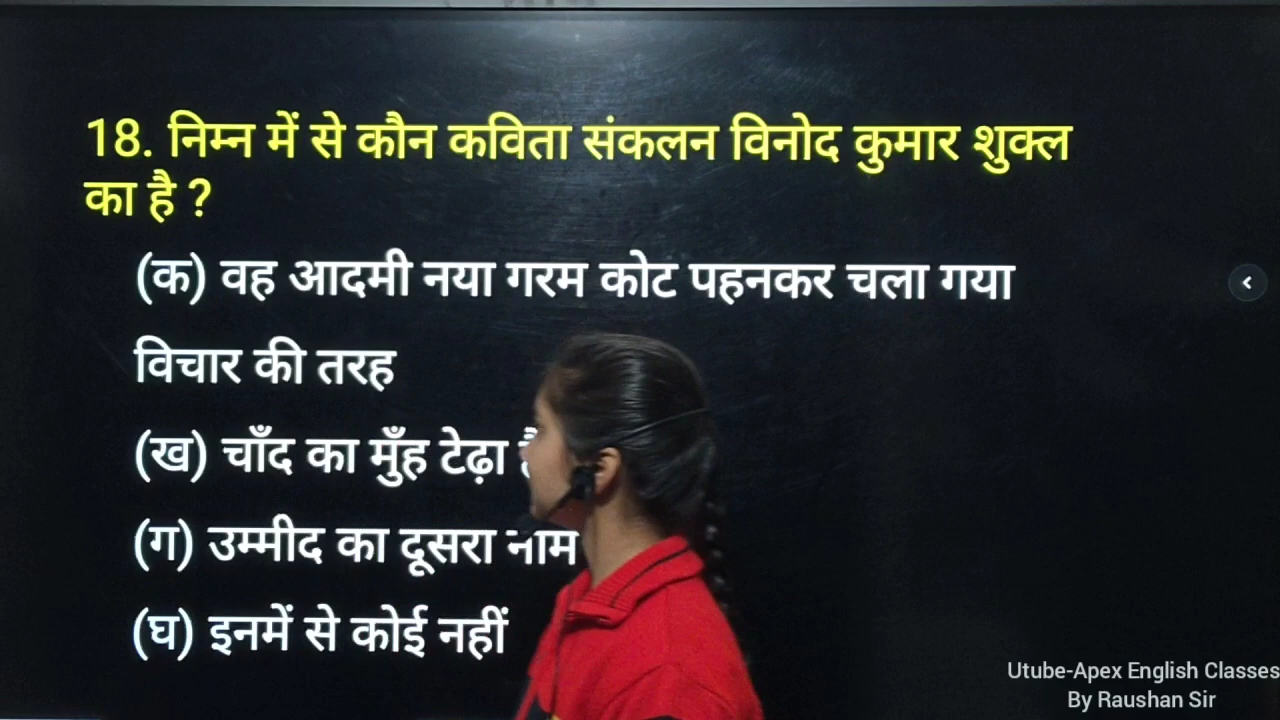 18. निम्न में से कौन कविता संकलन विनोद कुमार शुक्ल
का है ?
(क) वह आदमी नया गरम कोट पहनकर चला गया
विचार की तरह
(ख) चाँद का मुँह टेढ़ा
(ग) उम्मीद का दूसरा नाम
(घ) इनमें से कोई नहीं
Utube-Apex English Classes
By Raushan Sir